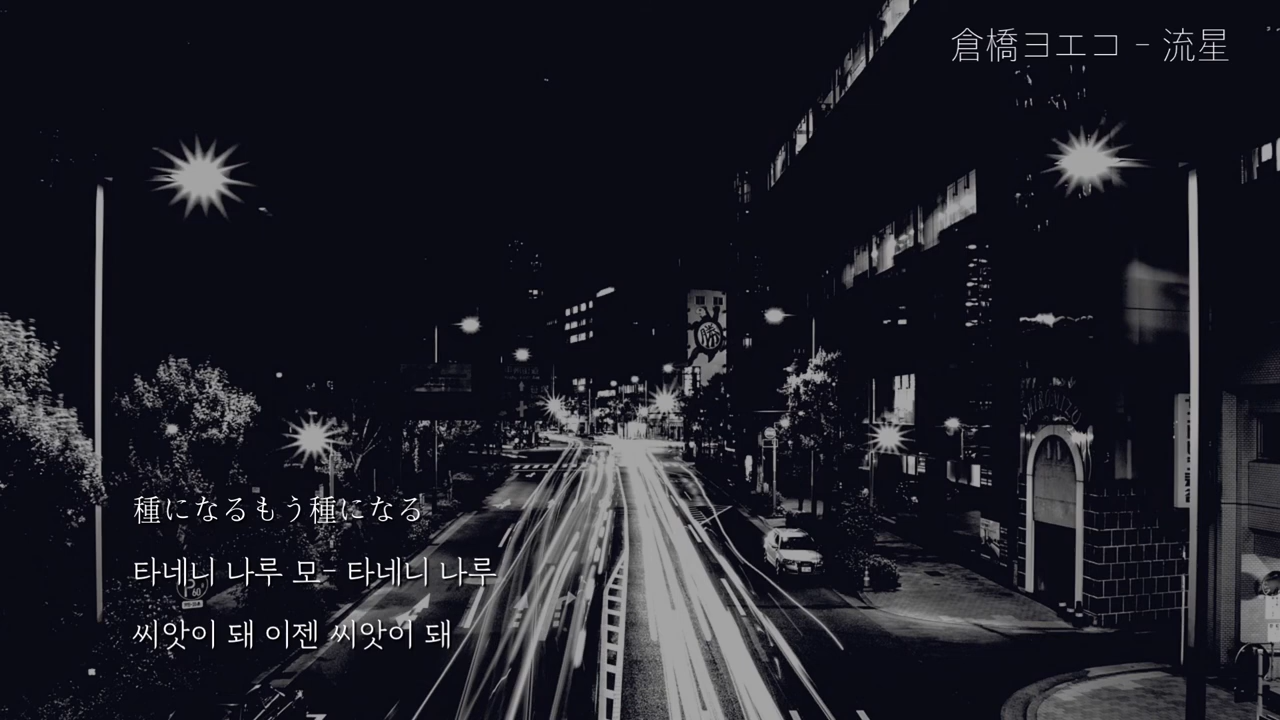 倉橋ヨエコ - 流星
勝
種になるもう種になる
타네니 나루 모- 타네니 나루
60
씨앗이 돼 이젠 씨앗이 돼